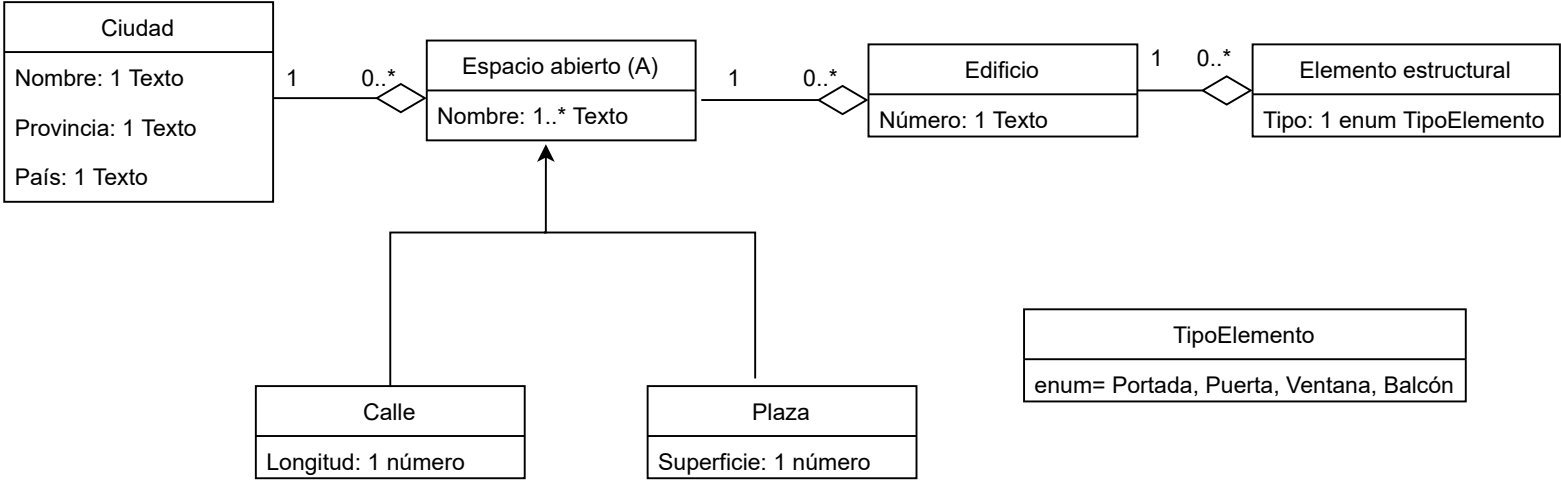 Ciudad
Nombre: 1 Texto
Provincia: 1 Texto
País: 1 Texto
1
0..*
Espacio abierto (A)
Nombre: 1..* Texto
1
0..*
Edificio
Número: 1 Texto
1
0..*
Elemento estructural
Tipo: 1 enum TipoElemento
Calle
Longitud: 1 número
Plaza
Superficie: 1 número
TipoElemento
enum= Portada, Puerta, Ventana, Balcón